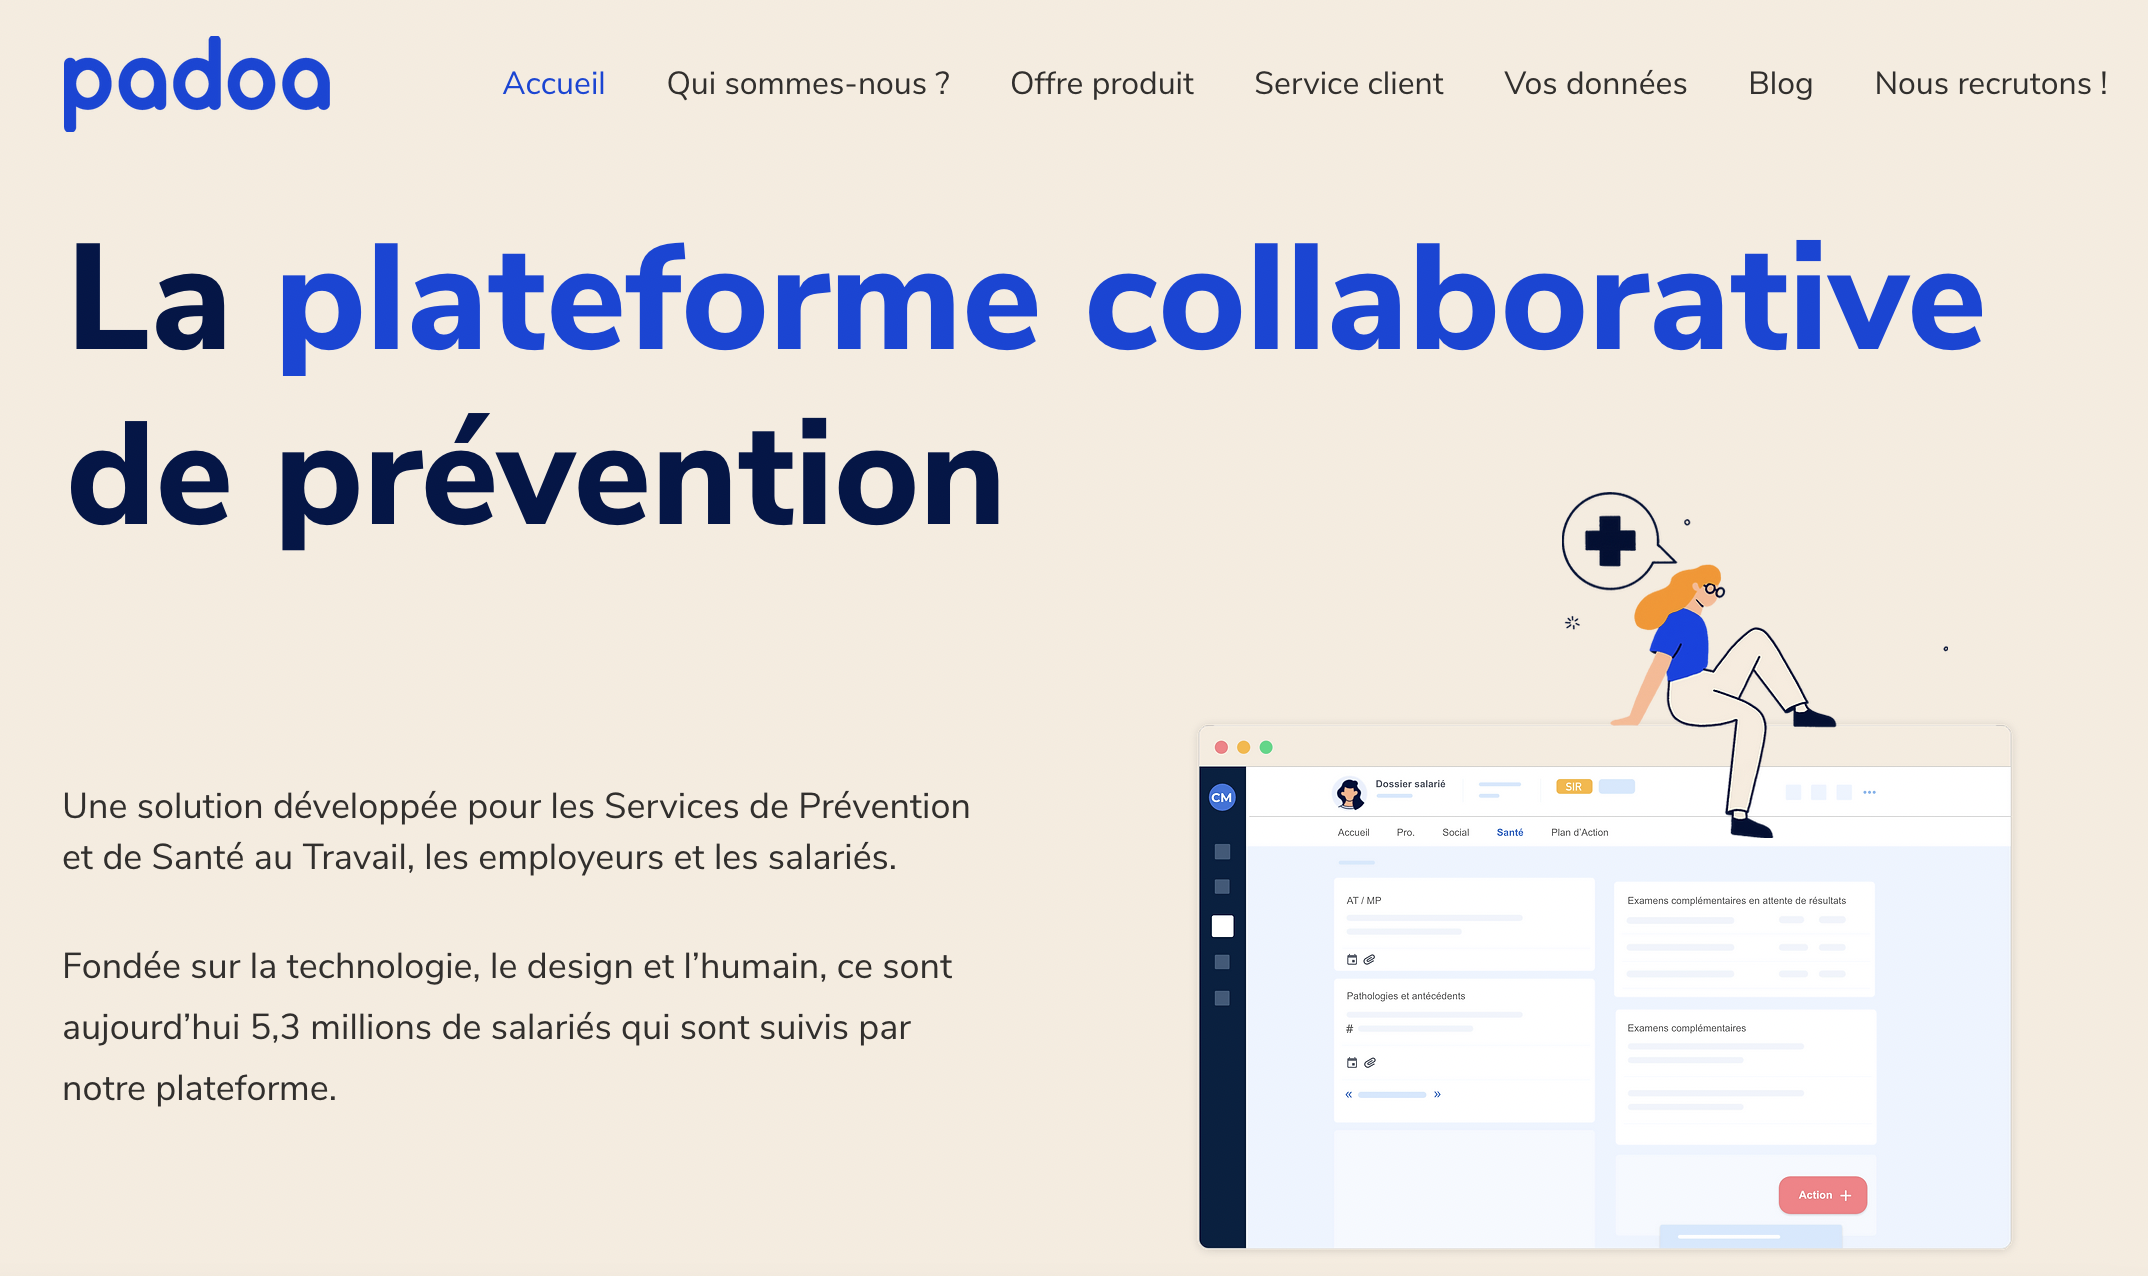 padoa
Accueil
Qui sommes-nous ?
Offre produit
Service client
Vos données
Blog
Nous recrutons !
La plateforme collaborative
de prévention
Une solution développée pour les Services de Prévention
et de Santé au Travail, les employeurs et les salariés.
Fondée sur la technologie, le design et l’humain, ce sont
aujourd’hui 5,3 millions de salariés qui sont suivis par
notre plateforme.
CM
Dossier salarié
SIR
Accueil
Pro.
Social
Santé
Plan d’Action
AT / MP
Pathologies et antécédents
#
« »
Examens complémentaires en attente de résultats
Examens complémentaires
Action +